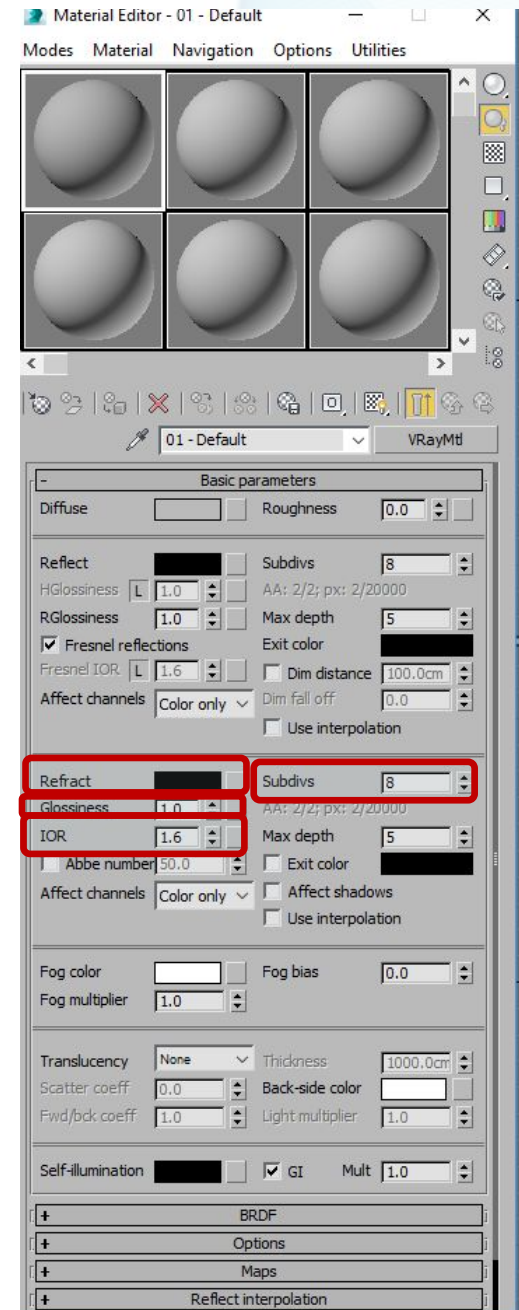 Material Editor - 01 - Default
Modes Material Navigation Options Utilities
01 - Default VRayMtl
- Basic parameters
Diffuse Roughness 0.0
Reflect Subdivs 8
HGlossiness L 1.0 AA: 2/2; px: 2/20000
RGlossiness 1.0 Max depth 5
Fresnel reflections Exit color
Fresnel IOR L 1.6 Dim distance 100.0cm
Affect channels Color only Dim fall off 0.0
Use interpolation
Refract Subdivs 8
Glossiness 1.0 AA: 2/2; px: 2/20000
IOR 1.6 Max depth 5
Abbe number 50.0 Exit color
Affect channels Color only Affect shadows
Use interpolation
Fog color Fog bias 0.0
Fog multiplier 1.0
Translucency None Thickness 1000.0cm
Scatter coeff 0.0 Back-side color
Fwd/bck coeff 1.0 Light multiplier 1.0
Self-illumination GI Mult 1.0
+ BRDF
+ Options
+ Maps
+ Reflect interpolation